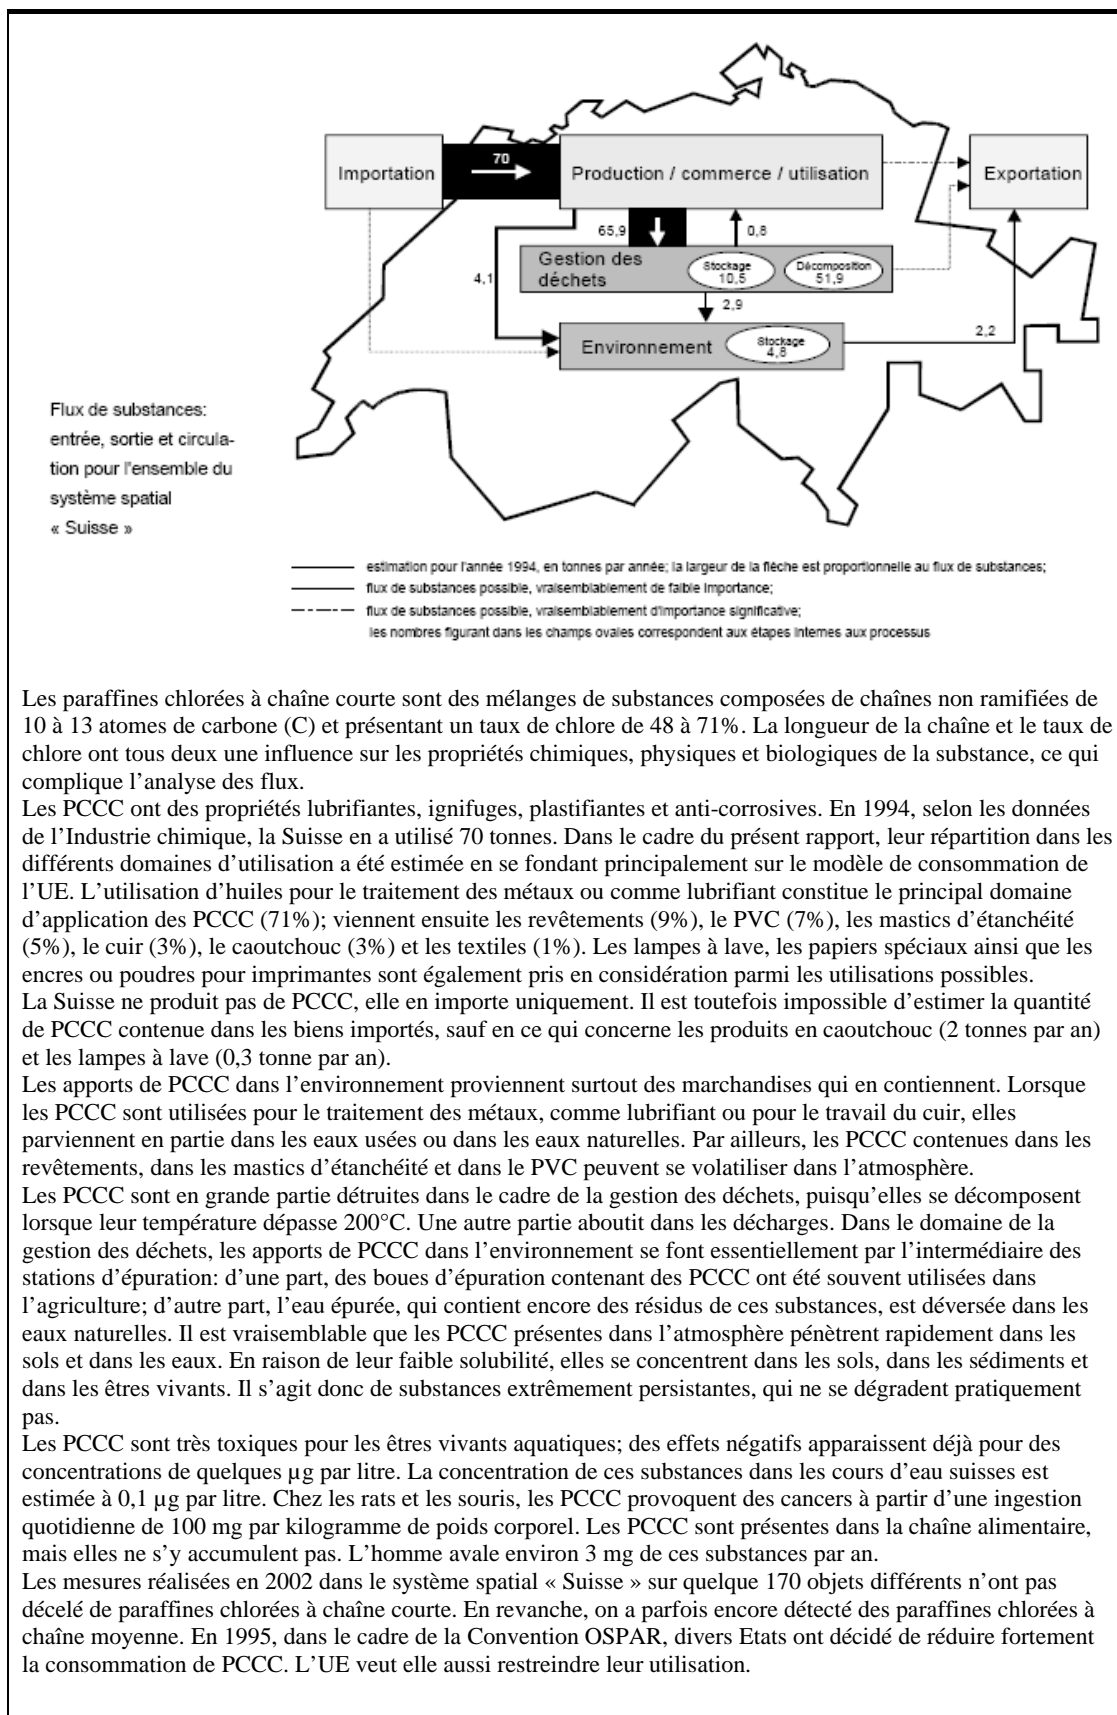 70
Importation
Production / commerce / utilisation
Exportation
65,9
0,8
Gestion des
déchets
Stockage
10,5
Décomposition
51,9
4,1
2,9
2,2
Environnement
Stockage
4,8
Flux de substances:
entrée, sortie et circula-
tion pour l'ensemble du
système spatial
« Suisse »
estimation pour l'année 1994, en tonnes par année; la largeur de la flèche est proportionnelle au flux de substances;
flux de substances possible, vraisemblablement de faible importance;
flux de substances possible, vraisemblablement d'importance significative;
les nombres figurant dans les champs ovales correspondent aux étapes internes aux processus
Les paraffines chlorées à chaîne courte sont des mélanges de substances composées de chaînes non ramifiées de
10 à 13 atomes de carbone (C) et présentant un taux de chlore de 48 à 71%. La longueur de la chaîne et le taux de
chlore ont tous deux une influence sur les propriétés chimiques, physiques et biologiques de la substance, ce qui
complique l’analyse des flux.
Les PCCC ont des propriétés lubrifiantes, ignifuges, plastifiantes et anti-corrosives. En 1994, selon les données
de l’Industrie chimique, la Suisse en a utilisé 70 tonnes. Dans le cadre du présent rapport, leur répartition dans les
différents domaines d’utilisation a été estimée en se fondant principalement sur le modèle de consommation de
l’UE. L’utilisation d’huiles pour le traitement des métaux ou comme lubrifiant constitue le principal domaine
d’application des PCCC (71%); viennent ensuite les revêtements (9%), le PVC (7%), les mastics d’étanchéité
(5%), le cuir (3%), le caoutchouc (3%) et les textiles (1%). Les lampes à lave, les papiers spéciaux ainsi que les
encres ou poudres pour imprimantes sont également pris en considération parmi les utilisations possibles.
La Suisse ne produit pas de PCCC, elle en importe uniquement. Il est toutefois impossible d’estimer la quantité
de PCCC contenue dans les biens importés, sauf en ce qui concerne les produits en caoutchouc (2 tonnes par an)
et les lampes à lave (0,3 tonne par an).
Les apports de PCCC dans l’environnement proviennent surtout des marchandises qui en contiennent. Lorsque
les PCCC sont utilisées pour le traitement des métaux, comme lubrifiant ou pour le travail du cuir, elles
parviennent en partie dans les eaux usées ou dans les eaux naturelles. Par ailleurs, les PCCC contenues dans les
revêtements, dans les mastics d’étanchéité et dans le PVC peuvent se volatiliser dans l’atmosphère.
Les PCCC sont en grande partie détruites dans le cadre de la gestion des déchets, puisqu’elles se décomposent
lorsque leur température dépasse 200°C. Une autre partie aboutit dans les décharges. Dans le domaine de la
gestion des déchets, les apports de PCCC dans l’environnement se font essentiellement par l’intermédiaire des
stations d’épuration: d’une part, des boues d’épuration contenant des PCCC ont été souvent utilisées dans
l’agriculture; d’autre part, l’eau épurée, qui contient encore des résidus de ces substances, est déversée dans les
eaux naturelles. Il est vraisemblable que les PCCC présentes dans l’atmosphère pénètrent rapidement dans les
sols et dans les eaux. En raison de leur faible solubilité, elles se concentrent dans les sols, dans les sédiments et
dans les êtres vivants. Il s’agit donc de substances extrêmement persistantes, qui ne se dégradent pratiquement
pas.
Les PCCC sont très toxiques pour les êtres vivants aquatiques; des effets négatifs apparaissent déjà pour des
concentrations de quelques µg par litre. La concentration de ces substances dans les cours d’eau suisses est
estimée à 0,1 µg par litre. Chez les rats et les souris, les PCCC provoquent des cancers à partir d’une ingestion
quotidienne de 100 mg par kilogramme de poids corporel. Les PCCC sont présentes dans la chaîne alimentaire,
mais elles ne s’y accumulent pas. L’homme avale environ 3 mg de ces substances par an.
Les mesures réalisées en 2002 dans le système spatial « Suisse » sur quelque 170 objets différents n’ont pas
décelé de paraffines chlorées à chaîne courte. En revanche, on a parfois encore détecté des paraffines chlorées à
chaîne moyenne. En 1995, dans le cadre de la Convention OSPAR, divers Etats ont décidé de réduire fortement
la consommation de PCCC. L’UE veut elle aussi restreindre leur utilisation.